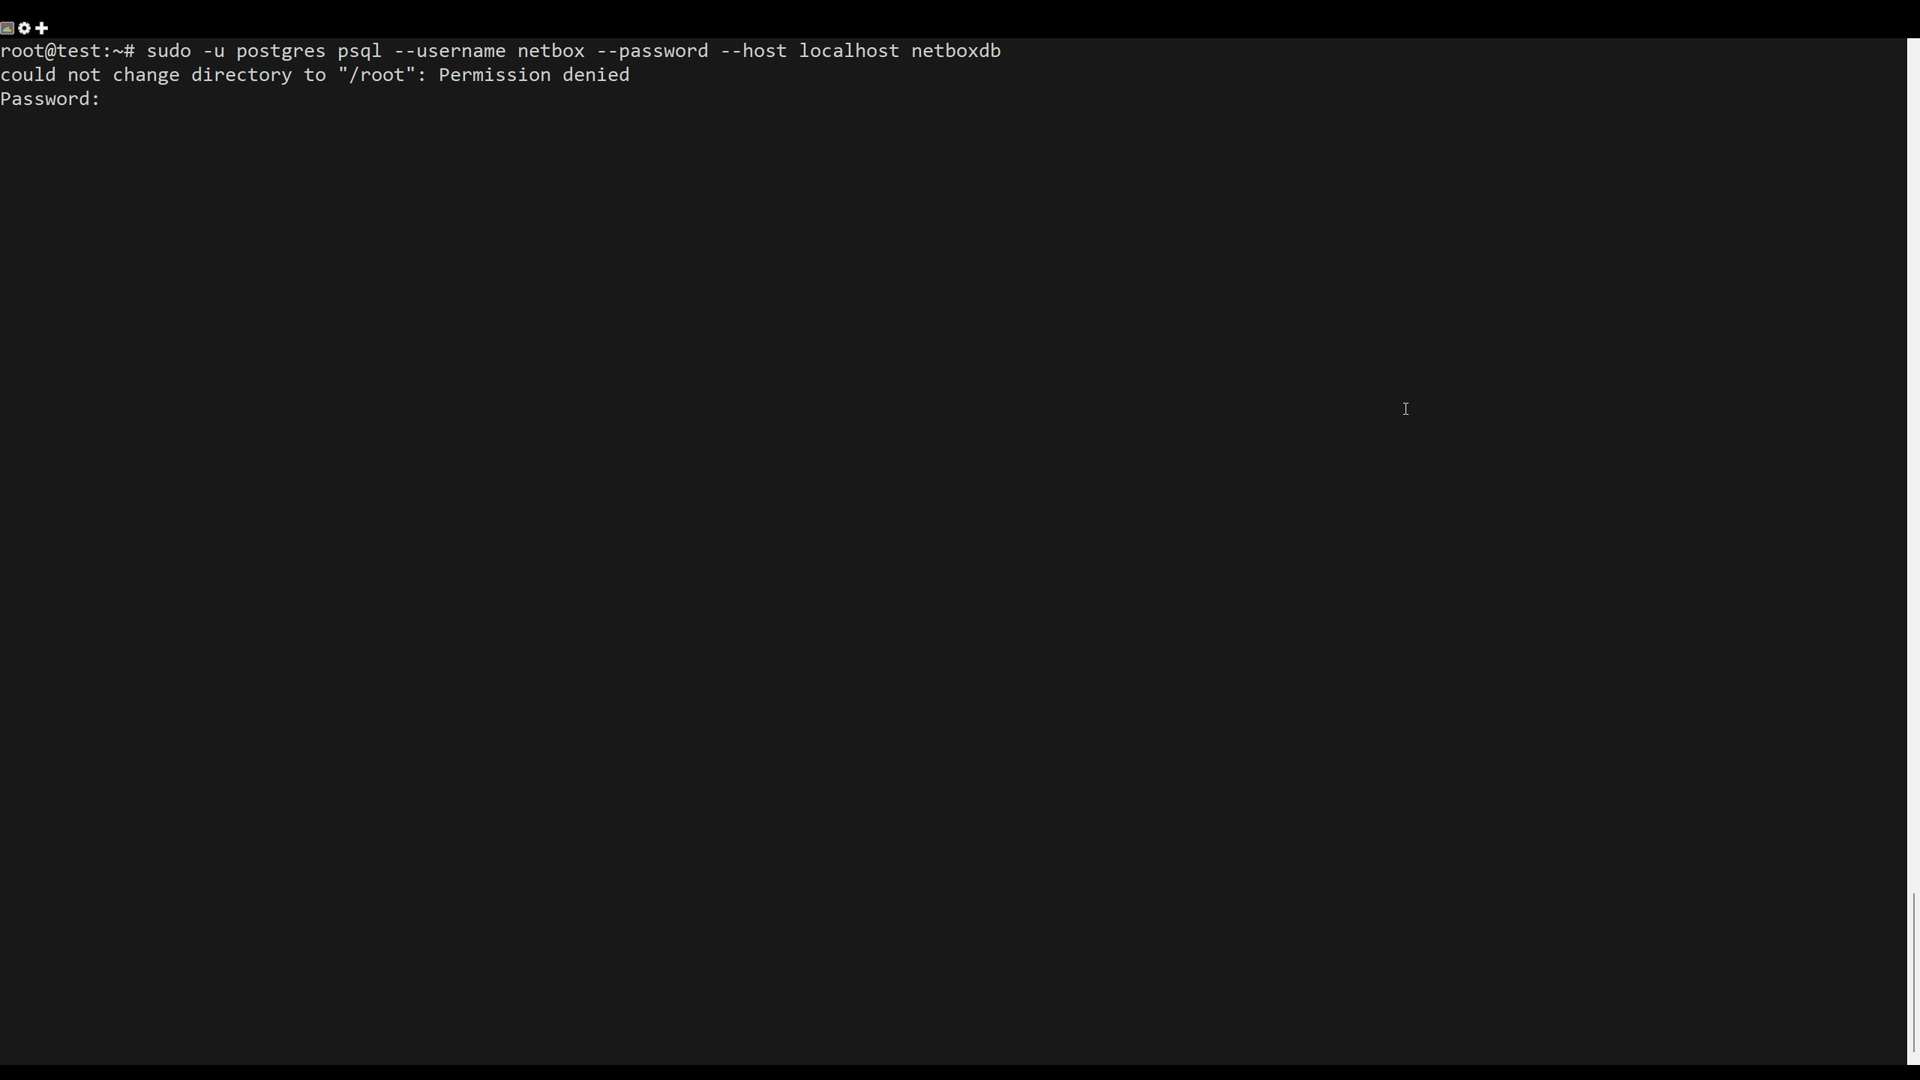 root@test:~# sudo -u postgres psql --username netbox --password --host localhost netboxdb
could not change directory to "/root": Permission denied
Password: